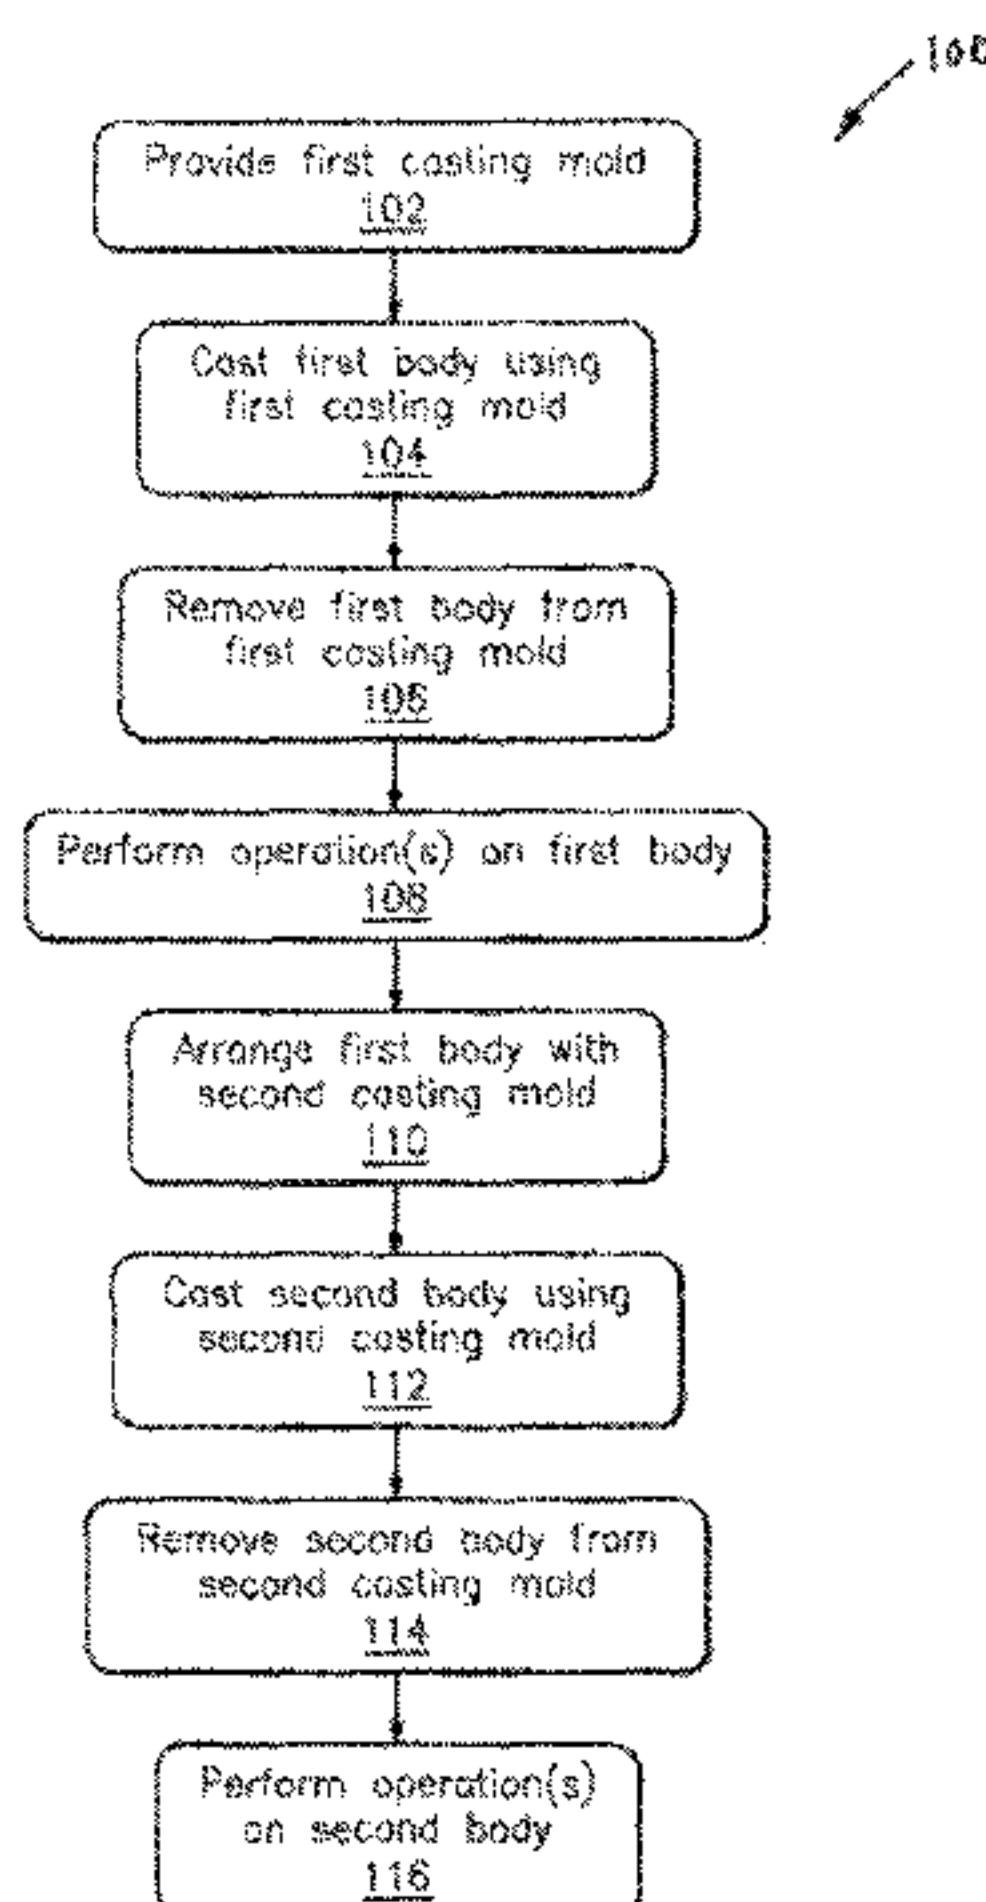 100
Provide first casting mold
102
Cast first body using
first casting mold
104
Remove first body from
first casting mold
106
Perform operation(s) on first body
108
Arrange first body with
second casting mold
110
Cast second body using
second casting mold
112
Remove second body from
second casting mold
114
Perform operation(s)
on second body
116